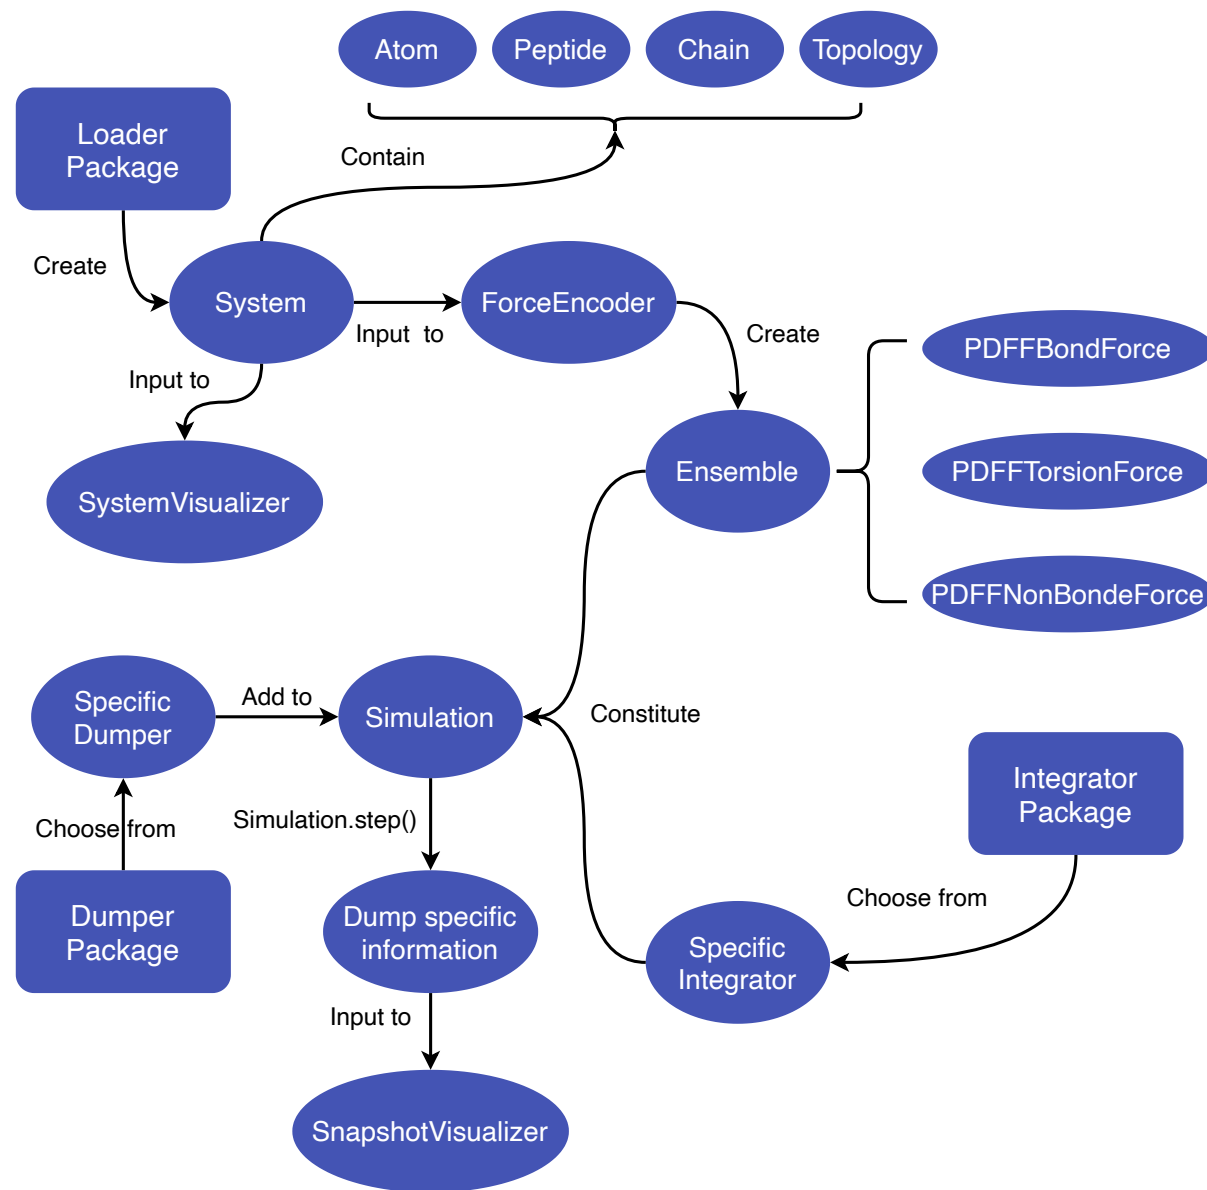 Atom
Peptide
Chain
Topology
Loader
Package
Contain
Create
System
Input to
ForceEncoder
Create
PDFFBondForce
Input to
SystemVisualizer
Ensemble
PDFFTorsionForce
PDFFNonBondeForce
Specific
Dumper
Add to
Simulation
Constitute
Integrator
Package
Choose from
Simulation.step()
Dumper
Package
Dump specific
information
Choose from
Specific
Integrator
Input to
SnapshotVisualizer